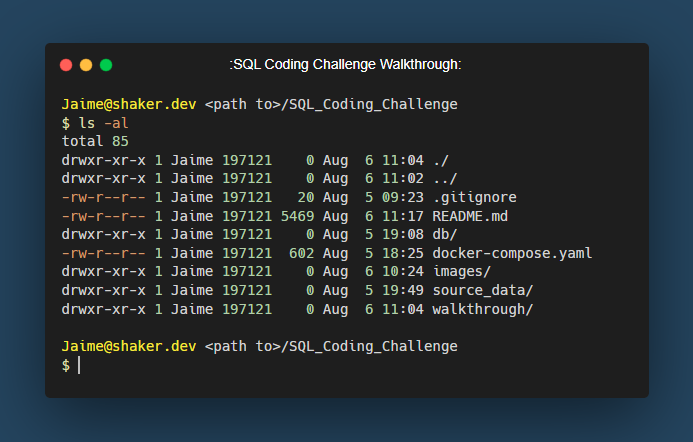 :SQL Coding Challenge Walkthrough:
Jaime@shaker.dev <path to>/SQL_Coding_Challenge
$ ls -al
total 85
drwxr-xr-x 1 Jaime 197121    0 Aug  6 11:04 ./
drwxr-xr-x 1 Jaime 197121    0 Aug  6 11:02 ../
-rw-r--r-- 1 Jaime 197121   20 Aug  5 09:23 .gitignore
-rw-r--r-- 1 Jaime 197121 5469 Aug  6 11:17 README.md
drwxr-xr-x 1 Jaime 197121    0 Aug  5 19:08 db/
-rw-r--r-- 1 Jaime 197121  602 Aug  5 18:25 docker-compose.yaml
drwxr-xr-x 1 Jaime 197121    0 Aug  6 10:24 images/
drwxr-xr-x 1 Jaime 197121    0 Aug  5 19:49 source_data/
drwxr-xr-x 1 Jaime 197121    0 Aug  6 11:04 walkthrough/
Jaime@shaker.dev <path to>/SQL_Coding_Challenge
$